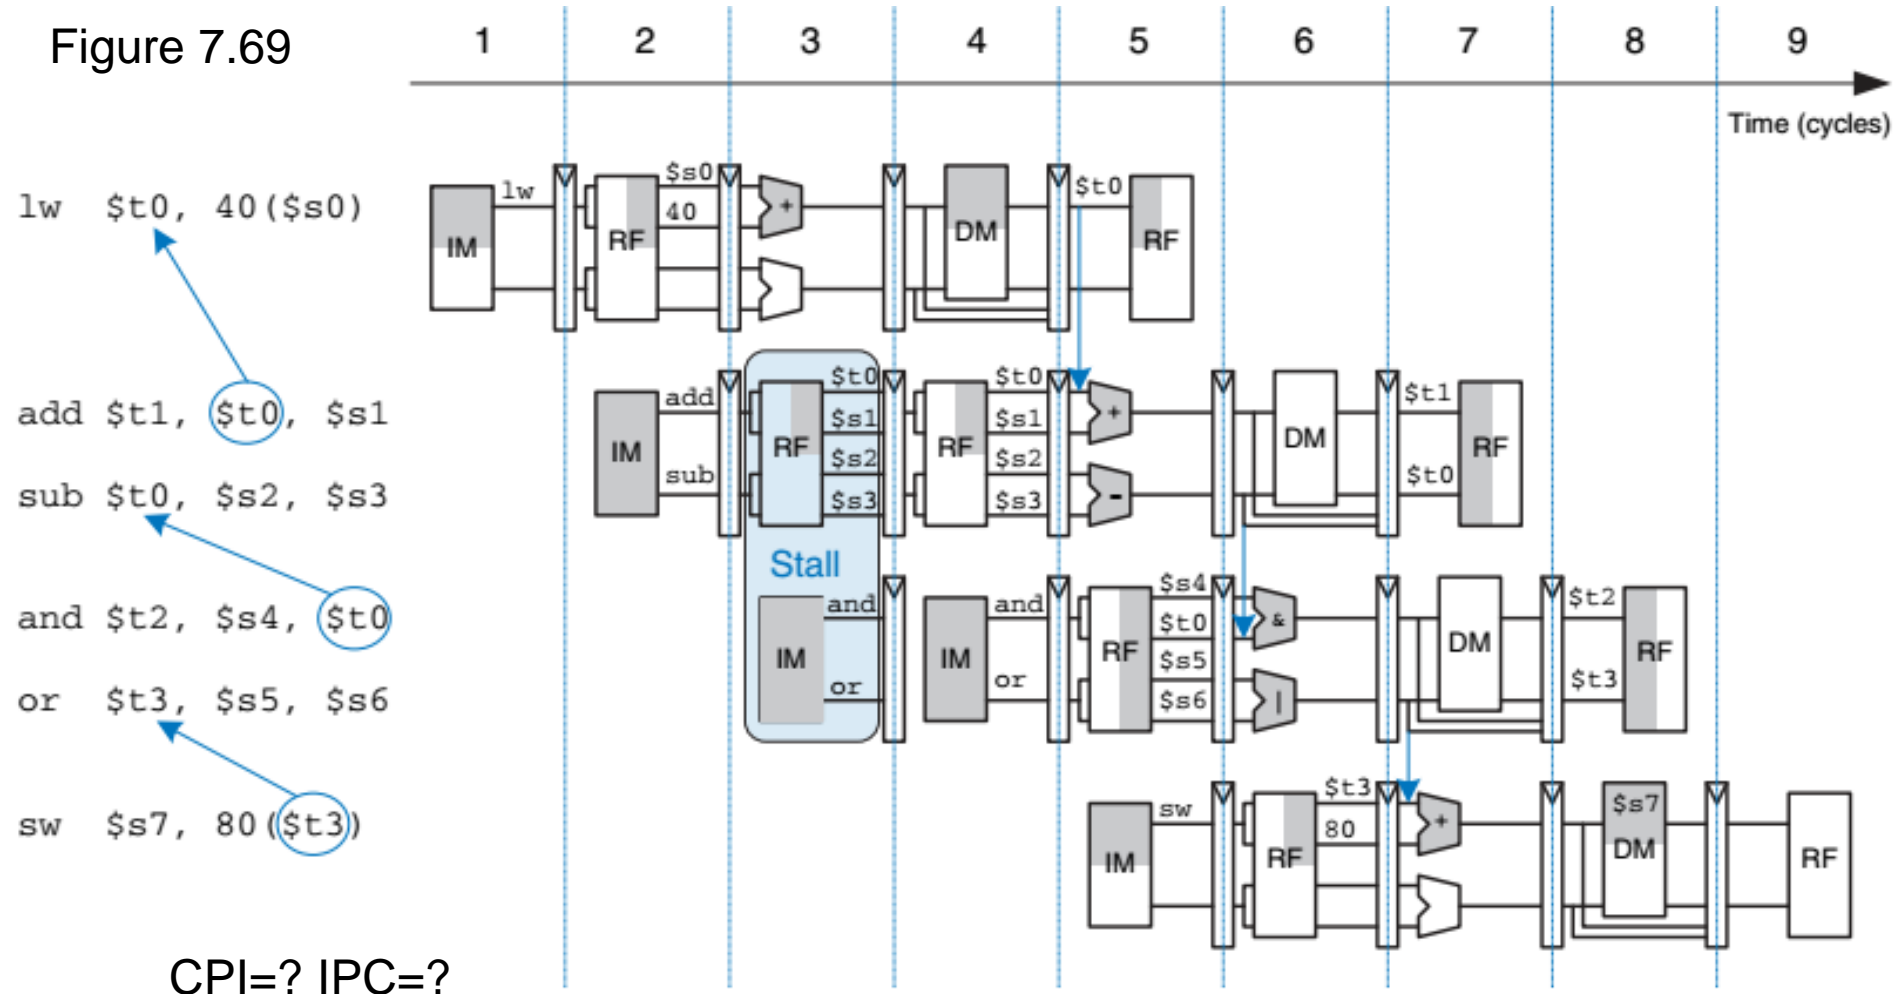 Figure 7.69
1 2 3 4 5 6 7 8 9
Time (cycles)
lw $t0, 40($s0)
IM lw RF $s0 40 + DM $t0 RF
add $t1, $t0, $s1
sub $t0, $s2, $s3
IM add sub RF $t0 $s1 $s2 $s3 RF $t0 $s1 $s2 $s3 + - DM $t1 $t0 RF
Stall
and $t2, $s4, $t0
or $t3, $s5, $s6
IM and or IM and or RF $s4 $t0 $s5 $s6 & | DM $t2 $t3 RF
sw $s7, 80($t3)
IM sw RF $t3 80 + $s7 DM RF
CPI=? IPC=?